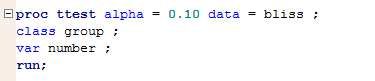 proc ttest alpha = 0.10 data = bliss ;
class group ;
var number ;
run;